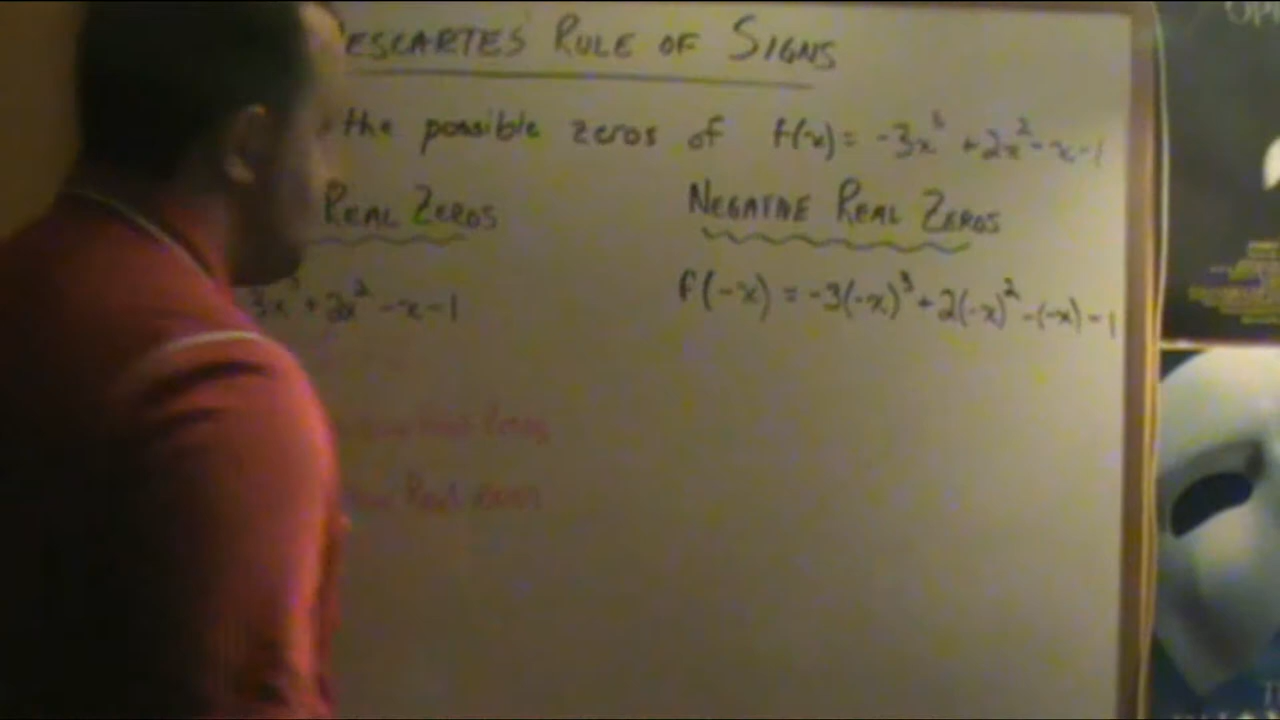 ESCARTES RULE OF SIGNS
the possible zeros of f(x) = -3x³ + 2x² - x - 1
REAL ZEROS
NEGATIVE REAL ZEROS
3x³ + 2x² - x - 1
f(-x) = -3(-x)³ + 2(-x)² - (-x) - 1
Real